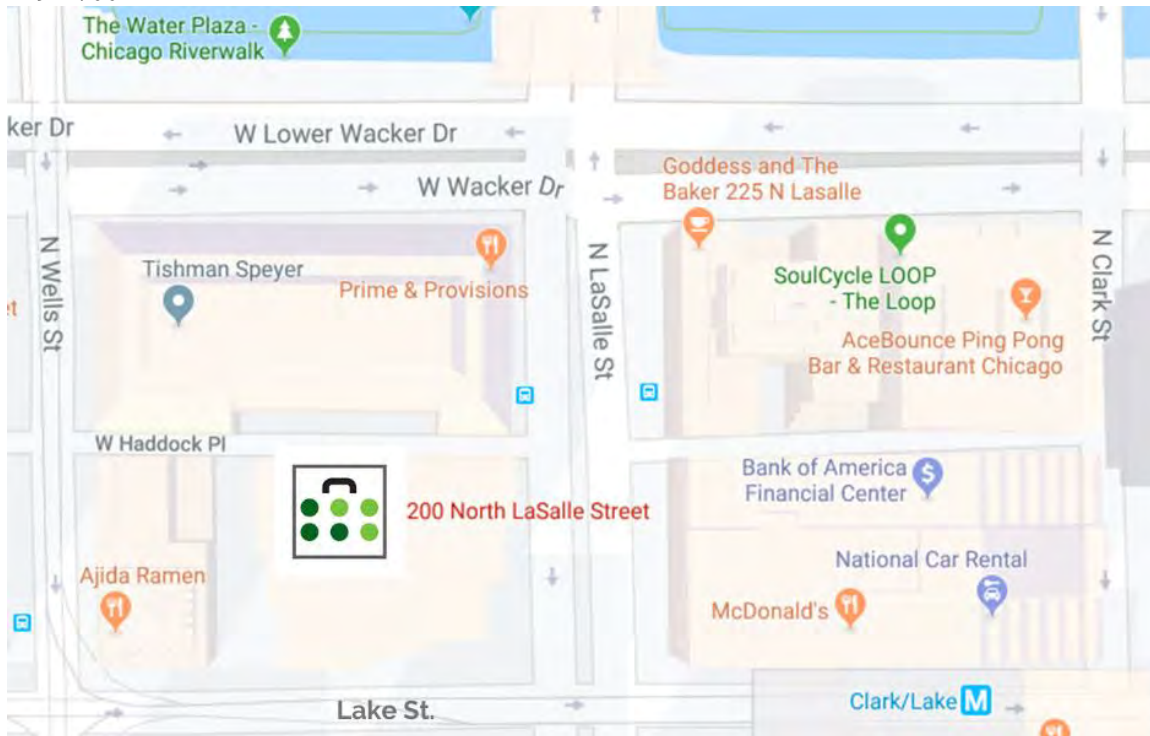 The Water Plaza -
Chicago Riverwalk
ker Dr
W Lower Wacker Dr
W Wacker Dr
Goddess and The
Baker 225 N Lasalle
N Wells St
Tishman Speyer
Prime & Provisions
N LaSalle St
SoulCycle LOOP
- The Loop
N Clark St
AceBounce Ping Pong
Bar & Restaurant Chicago
W Haddock Pl
Bank of America
Financial Center
$
200 North LaSalle Street
National Car Rental
Ajida Ramen
McDonald's
Lake St.
Clark/Lake M